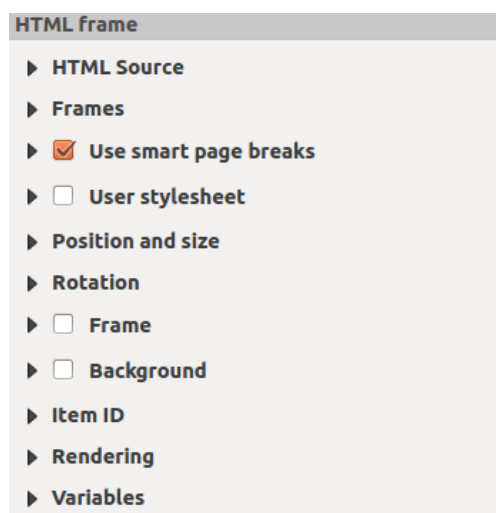 HTML frame
HTML Source
Frames
Use smart page breaks
User stylesheet
Position and size
Rotation
Frame
Background
Item ID
Rendering
Variables